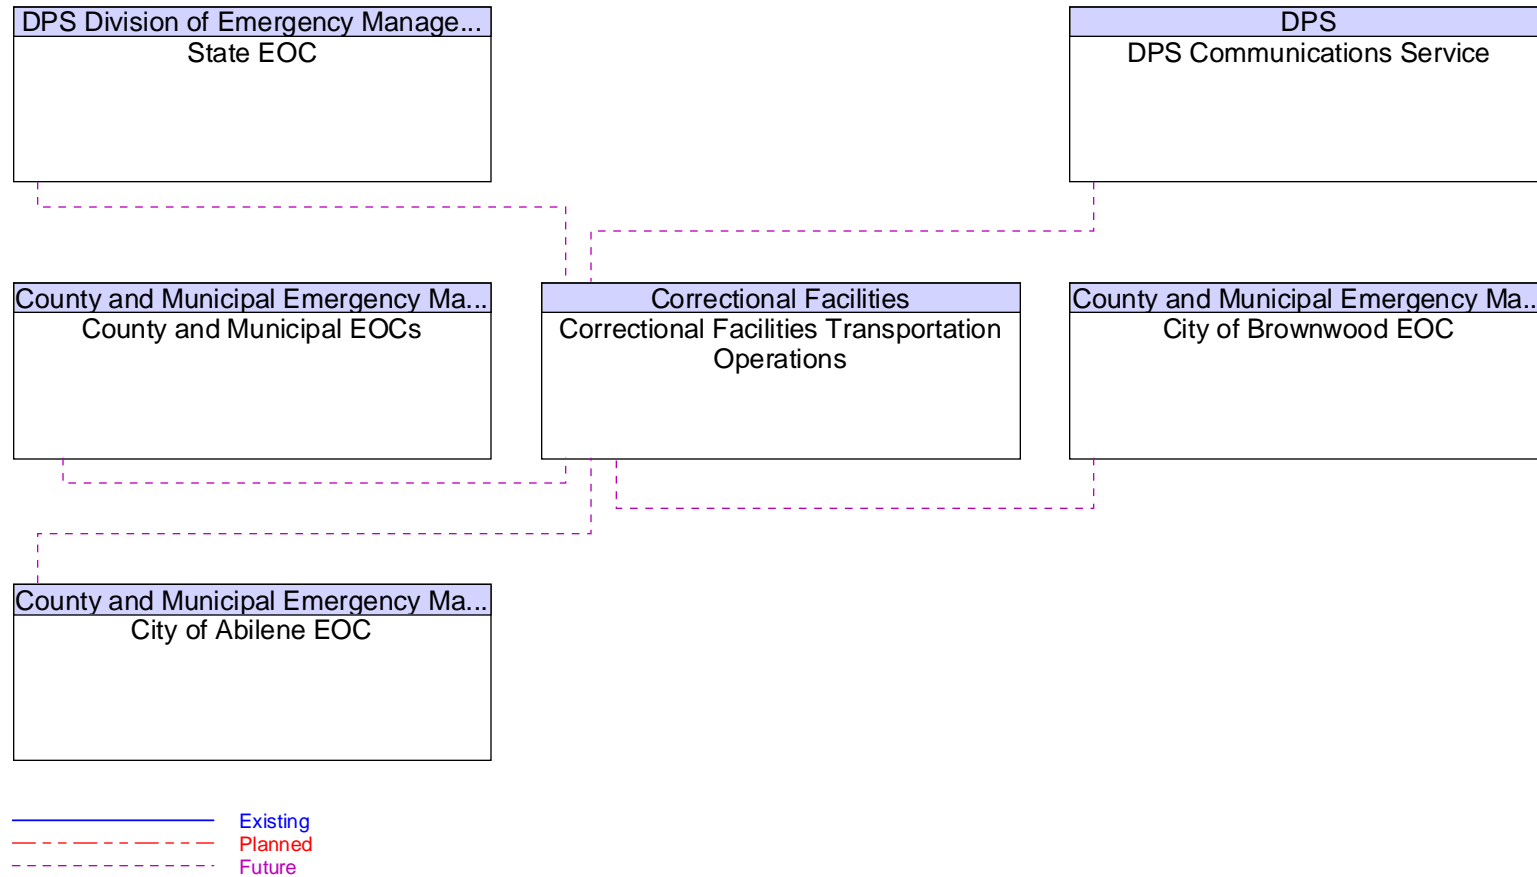 DPS Division of Emergency Manage...
State EOC
DPS
DPS Communications Service
County and Municipal Emergency Ma...
County and Municipal EOCs
Correctional Facilities
Correctional Facilities Transportation
Operations
County and Municipal Emergency Ma...
City of Brownwood EOC
County and Municipal Emergency Ma...
City of Abilene EOC
Existing
Planned
Future